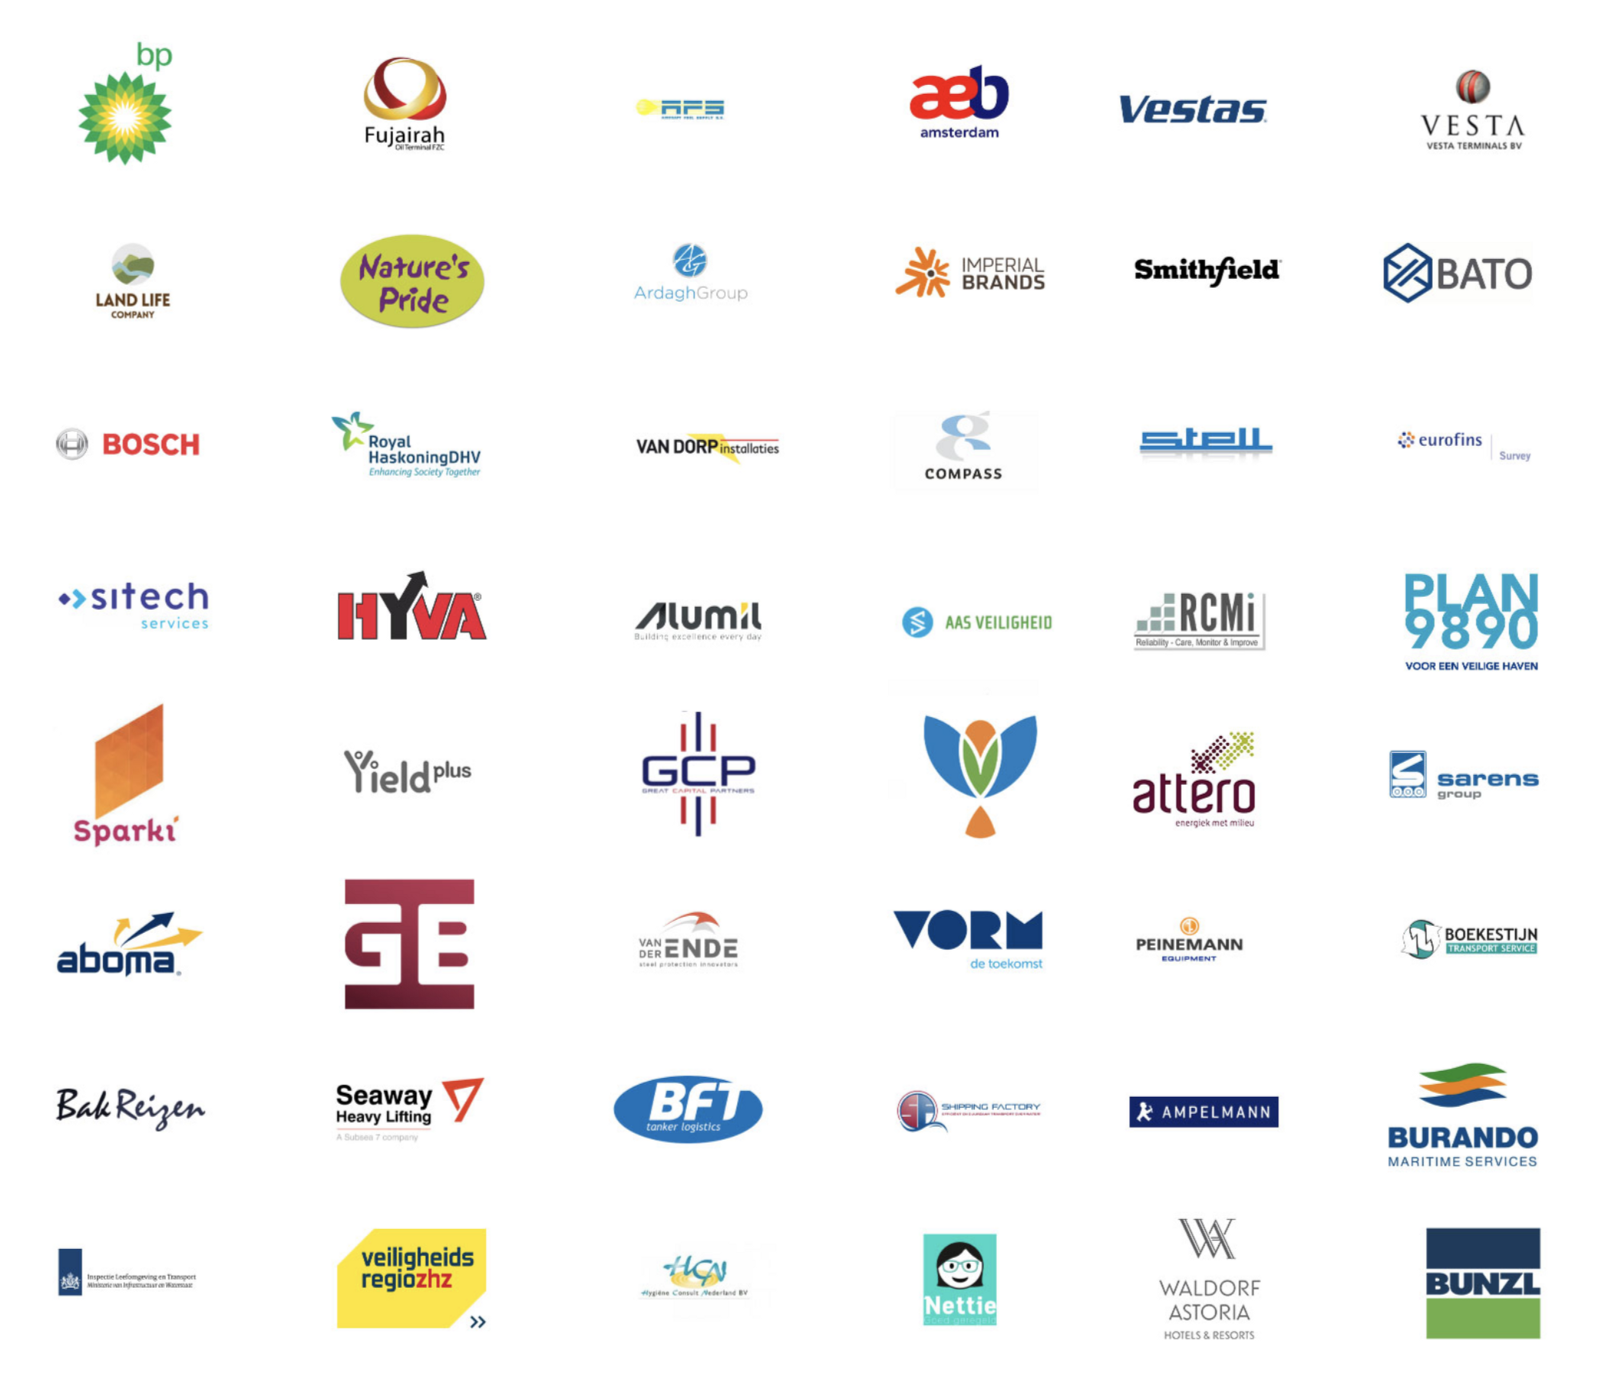 bp
Fujairah
Oil Terminal FZC
AFS
aeb
amsterdam
Vestas
VESTA
VESTA TERMINALS BV
LAND LIFE
COMPANY
Nature's
Pride
AG
ArdaghGroup
IMPERIAL
BRANDS
Smithfield
BATO
BOSCH
Royal
HaskoningDHV
Enhancing Society Together
VAN DORP installaties
COMPASS
stell
eurofins
Survey
sitech
services
HYVA®
Alumil
Building excellence every day
AAS VEILIGHEID
RCMi
Reliability - Care, Monitor & Improve
PLAN
9890
VOOR EEN VEILIGE HAVEN
Sparki
Yield plus
GCP
GREAT CAPITAL PARTNERS
attero
energiek met milieu
sarens
group
aboma
GEB
VAN
DER ENDE
steel protection innovators
VORM
de toekomst
PEINEMANN
EQUIPMENT
BOEKESTIJN
TRANSPORT SERVICE
Bak Reizen
Seaway
Heavy Lifting
A Subsea 7 company
BFT
tanker logistics
SF
SHIPPING FACTORY
AMPELMANN
BURANDO
MARITIME SERVICES
Inspectie Leefomgeving en Transport
Ministerie van Infrastructuur en Waterstaat
veiligheids
regiozhz
HCN
Hygiëne Consult Nederland BV
Nettie
WA
WALDORF
ASTORIA
HOTELS & RESORTS
BUNZL